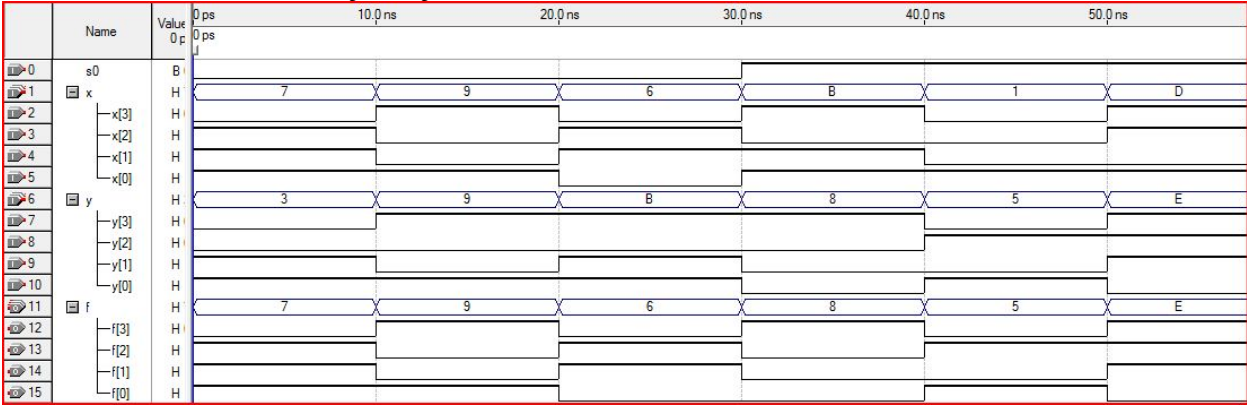 Name Value 0 p 0 ps 10.0 ns 20.0 ns 30.0 ns 40.0 ns 50.0 ns
0 ps
0 s0 B
1 x H 7 9 6 B 1 D
2 x[3] H
3 x[2] H
4 x[1] H
5 x[0] H
6 y H 3 9 B 8 5 E
7 y[3] H
8 y[2] H
9 y[1] H
10 y[0] H
11 f H 7 9 6 8 5 E
12 f[3] H
13 f[2] H
14 f[1] H
15 f[0] H